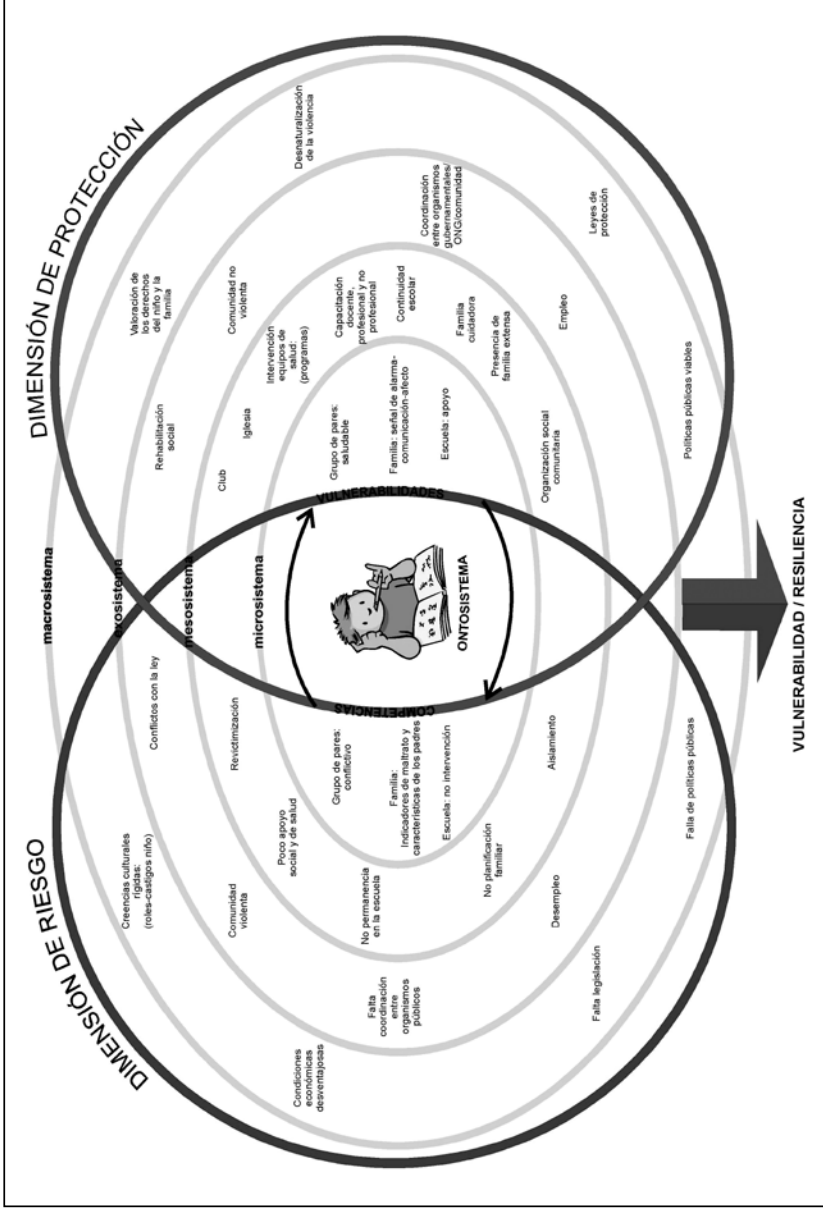 DIMENSIÓN DE RIESGO
DIMENSIÓN DE PROTECCIÓN
macrosistema
exosistema
mesosistema
microsistema
Creencias culturales
rígidas:
(roles-castigos niño)
Conflictos con la ley
Comunidad
violenta
Revictimización
Poco apoyo
social y de salud
Condiciones
económicas
desventajosas
Falta
coordinación
entre
organismos
públicos
No permanencia
en la escuela
Grupo de pares:
conflictivo
Familia:
Indicadores de maltrato y
características de los padres
Escuela: no intervención
No planificación
familiar
Aislamiento
Desempleo
Falta legislación
Falla de políticas públicas
COMPETENCIAS
VULNERABILIDADES
ONTOSISTEMA
Valoración de
los derechos
del niño y la
familia
Rehabilitación
social
Comunidad no
violenta
Club
Iglesia
Intervención
equipos de
salud:
(programas)
Desnaturalización
de la violencia
Grupo de pares:
saludable
Capacitación
docente,
profesional y no
profesional
Familia: señal de alarma-
comunicación-afecto
Continuidad
escolar
Coordinación
entre organismos
gubernamentales/
ONG/comunidad
Escuela: apoyo
Familia
cuidadora
Presencia de
familia extensa
Organización social
comunitaria
Empleo
Leyes de
protección
Políticas públicas viables
VULNERABILIDAD / RESILIENCIA